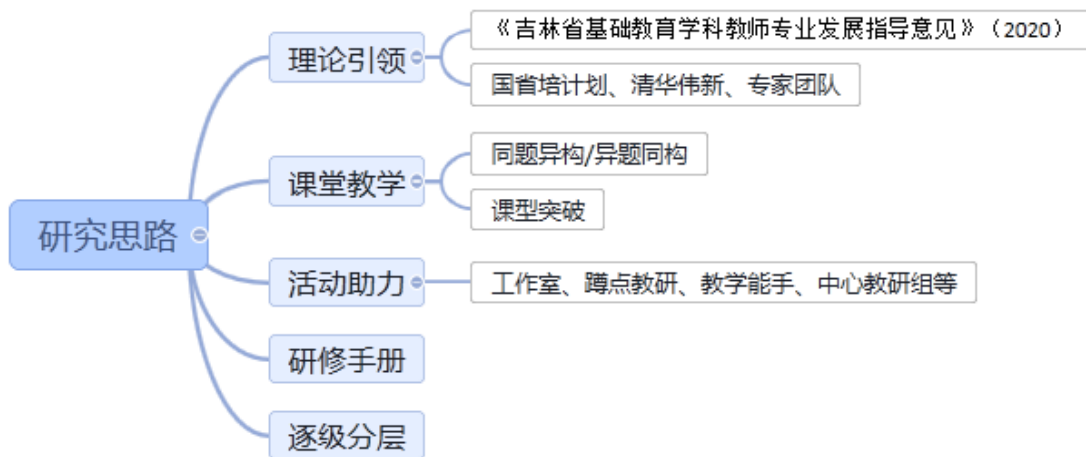 研究思路
理论引领
《吉林省基础教育学科教师专业发展指导意见》（2020）
国省培计划、清华伟新、专家团队
课堂教学
同题异构/异题同构
课型突破
活动助力
工作室、蹲点教研、教学能手、中心教研组等
研修手册
逐级分层